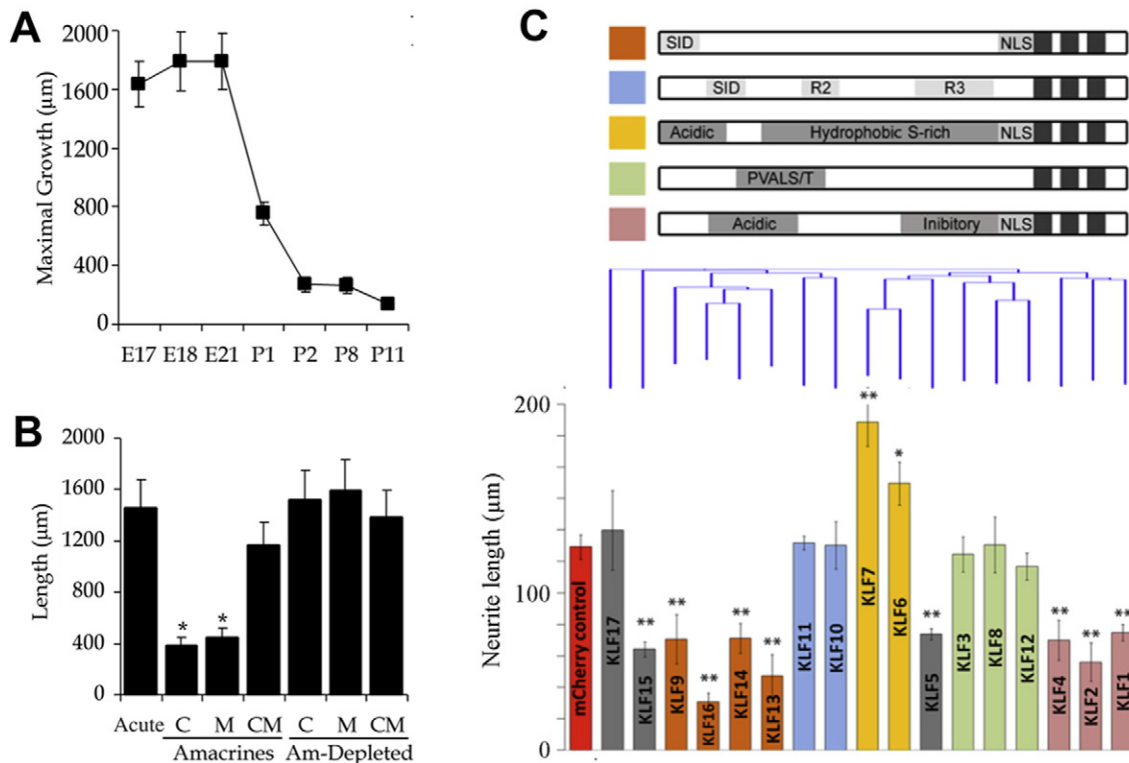 A
2000
1600
1200
800
400
0
Maximal Growth (µm)
E17 E18 E21 P1 P2 P8 P11
B
2000
1600
1200
800
400
0
Length (µm)
* *
Acute C M CM C M CM
Amacrines Am-Depleted
C
SID NLS
SID R2 R3
Acidic Hydrophobic S-rich NLS
PVALS/T
Acidic Inibitory NLS
200
100
0
Neurite length (µm)
** * ** ** ** ** ** ** ** ** **
mCherry control
KLF17
KLF15
KLF9
KLF16
KLF14
KLF13
KLF11
KLF10
KLF7
KLF6
KLF5
KLF3
KLF8
KLF12
KLF4
KLF2
KLF1